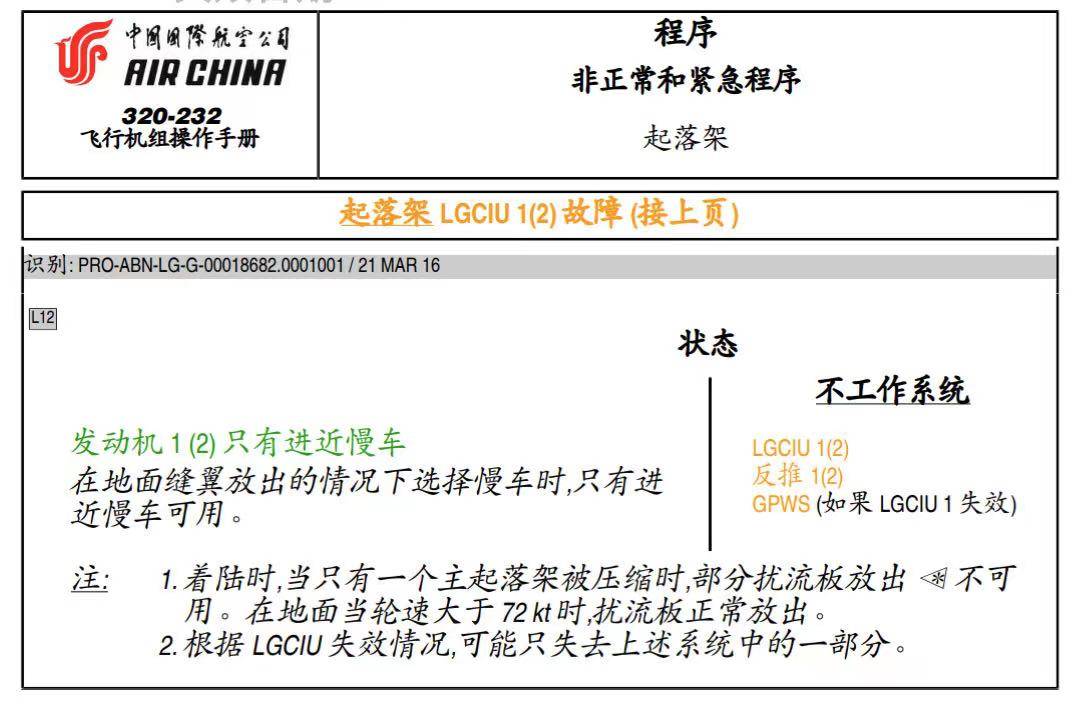 中国国際航空公司
AIR CHINA
320-232
飞行机组操作手册
程序
非正常和紧急程序
起落架
起落架 LGCIU 1(2) 故障 (接上页)
识别: PRO-ABN-LG-G-00018682.0001001 / 21 MAR 16
L12
状态
不工作系统
发动机 1 (2) 只有进近慢车
在地面缝翼放出的情况下选择慢车时,只有进
近慢车可用。
LGCIU 1(2)
反推 1(2)
GPWS (如果 LGCIU 1 失效)
注: 1. 着陆时,当只有一个主起落架被压缩时,部分扰流板放出 不可
用。在地面当轮速大于 72 kt 时,扰流板正常放出。
2. 根据 LGCIU 失效情况,可能只失去上述系统中的一部分。